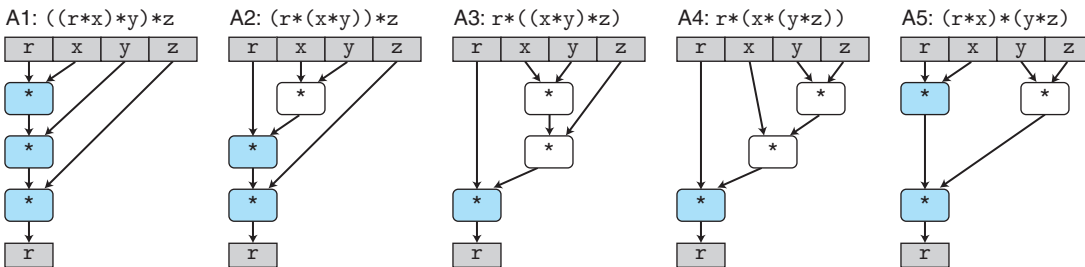 A1: ((r*x)*y)*z A2: (r*(x*y))*z A3: r*((x*y)*z) A4: r*(x*(y*z)) A5: (r*x)*(y*z)
r x y z r x y z r x y z r x y z r x y z
* * * * *
* * * *
* * * * *
r r r r r